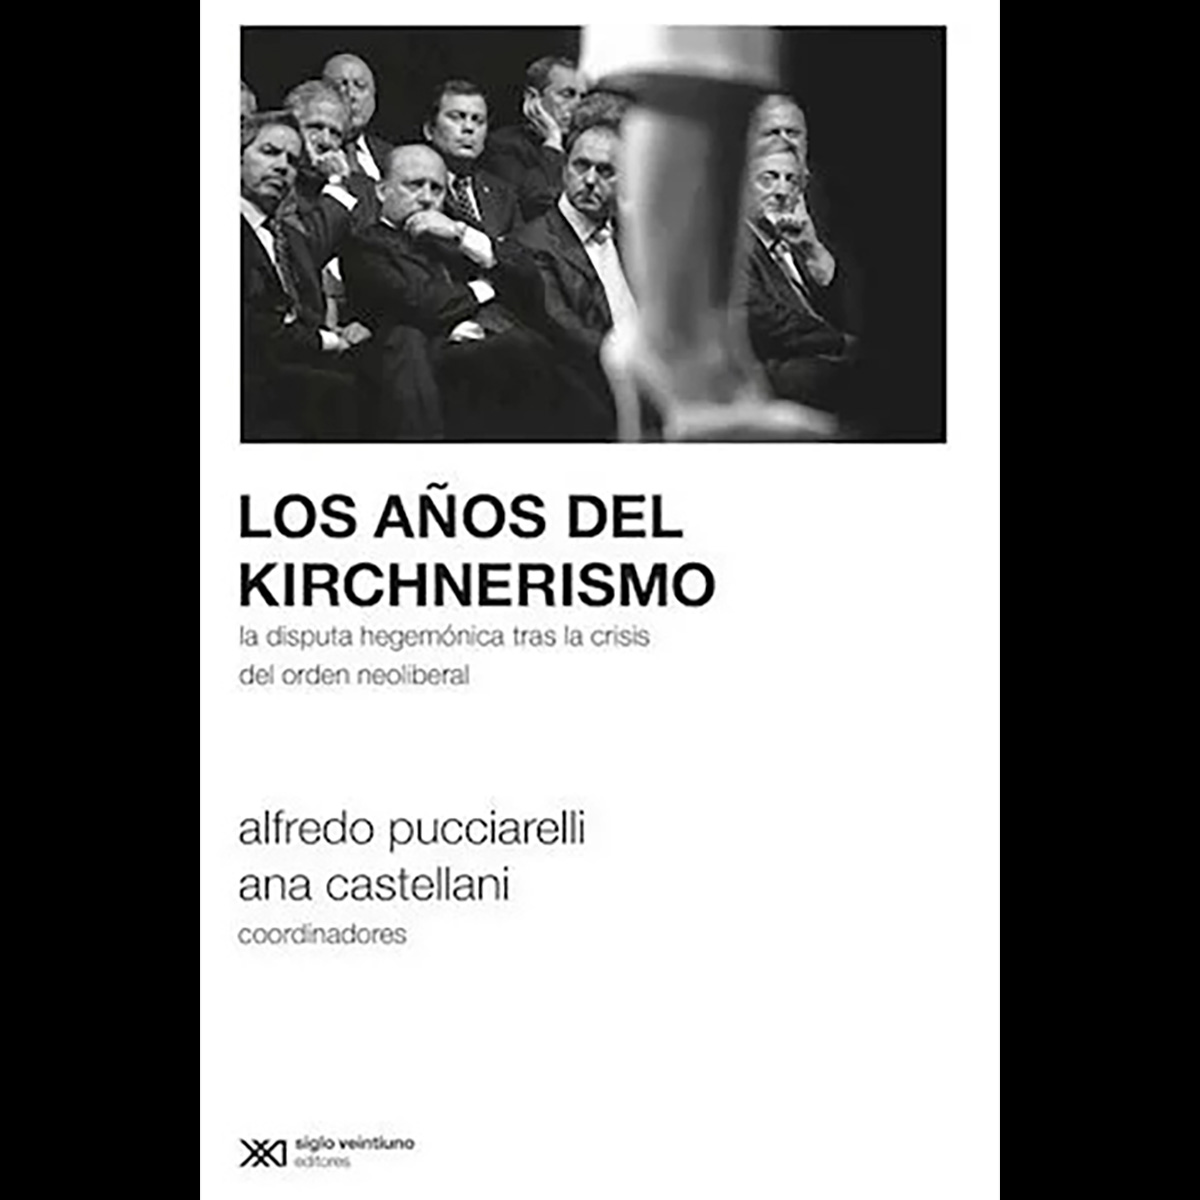 LOS AÑOS DEL
KIRCHNERISMO
la disputa hegemónica tras la crisis
del orden neoliberal
alfredo pucciarelli
ana castellani
coordinadores
siglo veintiuno
editores